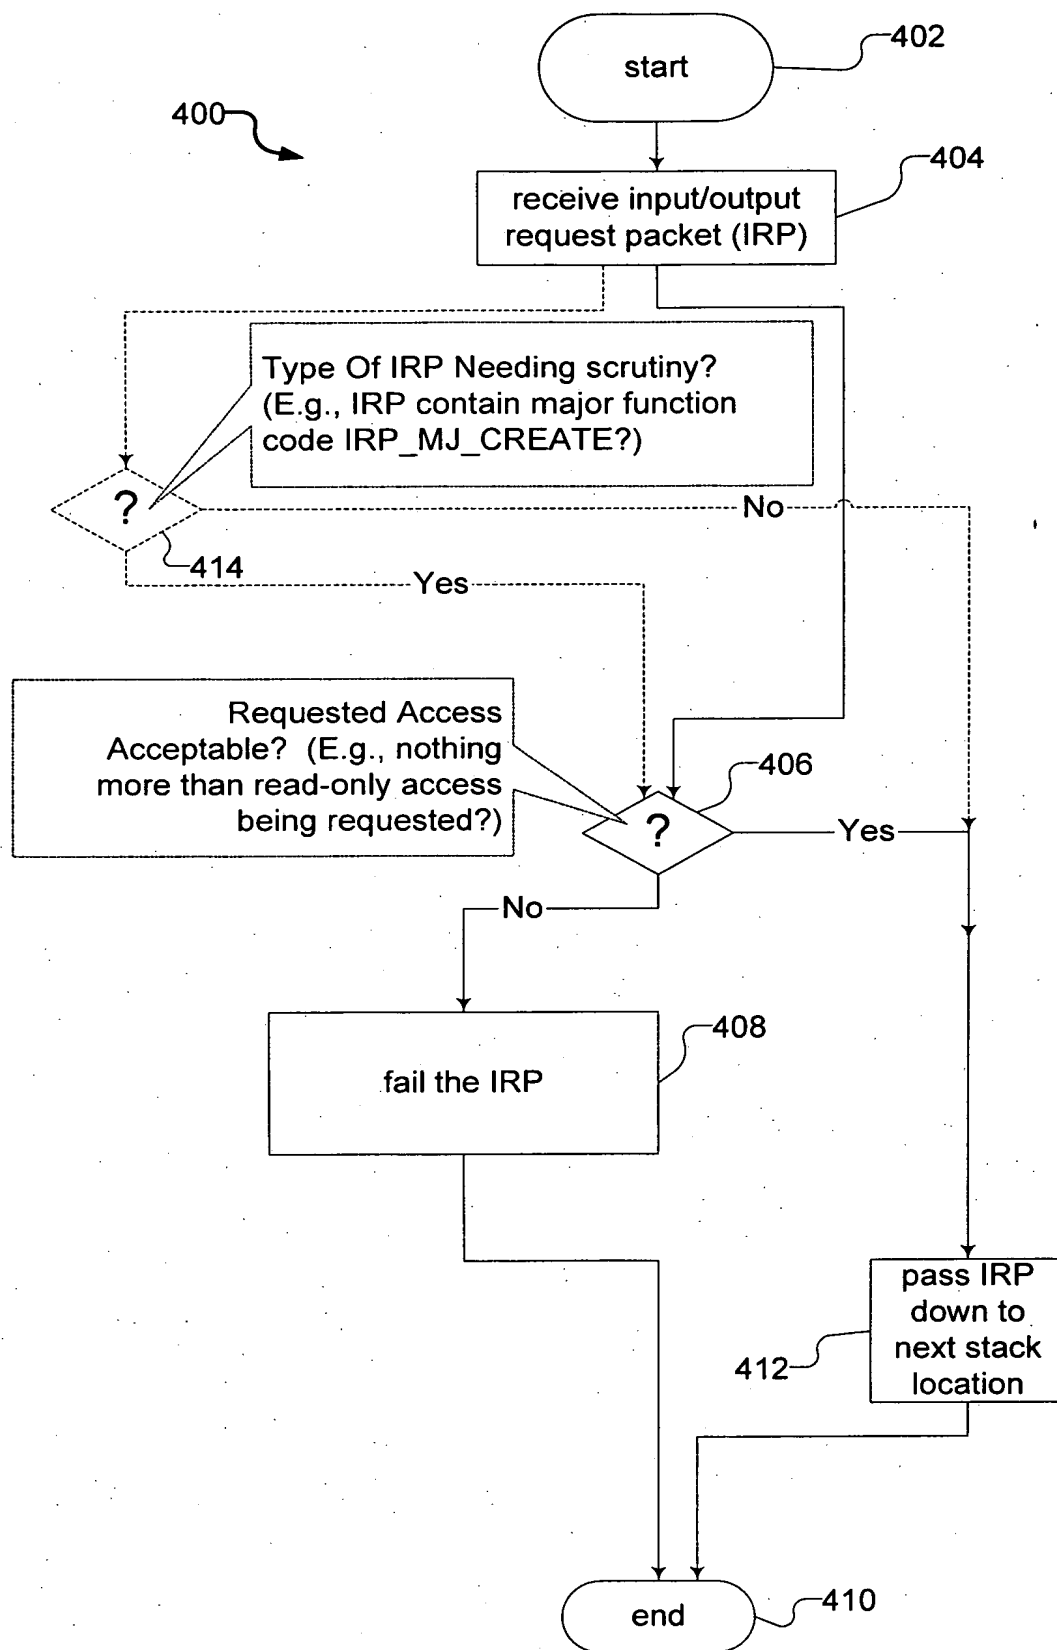 start
402
400
404
receive input/output
request packet (IRP)
Type Of IRP Needing scrutiny?
(E.g., IRP contain major function
code IRP_MJ_CREATE?)
?
No
414
Yes
Requested Access
Acceptable? (E.g., nothing
more than read-only access
being requested?)
406
?
Yes
No
408
fail the IRP
pass IRP
down to
next stack
location
412
end
410